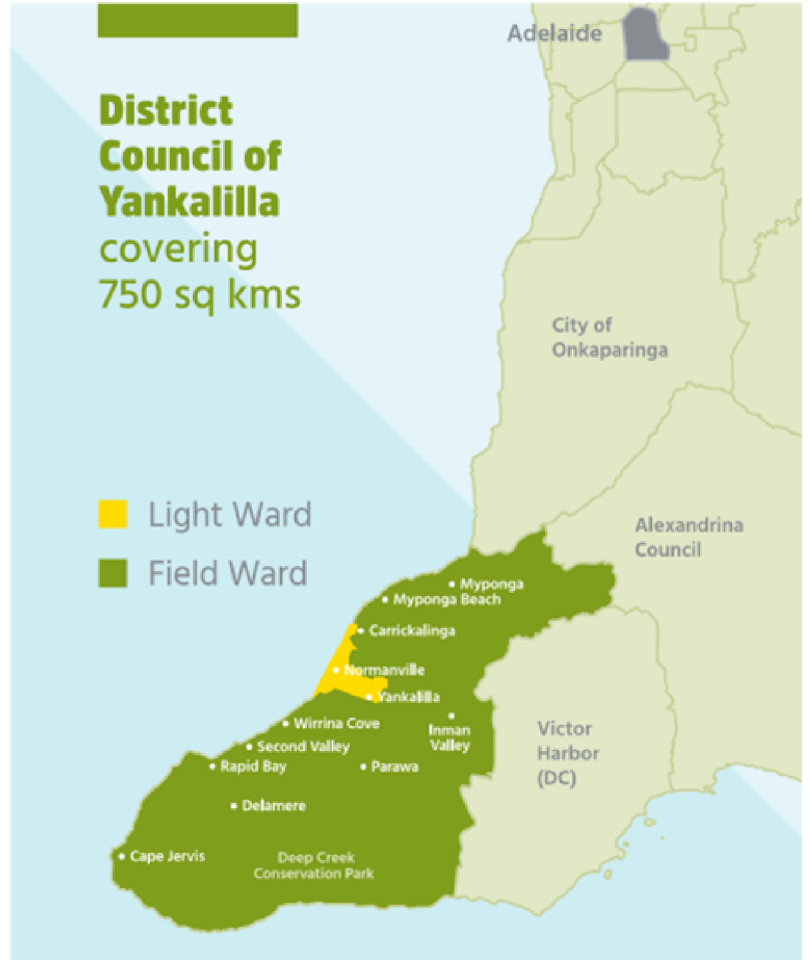 Adelaide
District
Council of
Yankalilla
covering
750 sq kms
City of
Onkaparinga
Light Ward
Field Ward
Alexandrina
Council
Myponga
Myponga Beach
Carrickalinga
Normanville
Yankalilla
Wirrina Cove
Inman
Valley
Second Valley
Rapid Bay
Parawa
Victor
Harbor
(DC)
Delamere
Cape Jervis
Deep Creek
Conservation Park